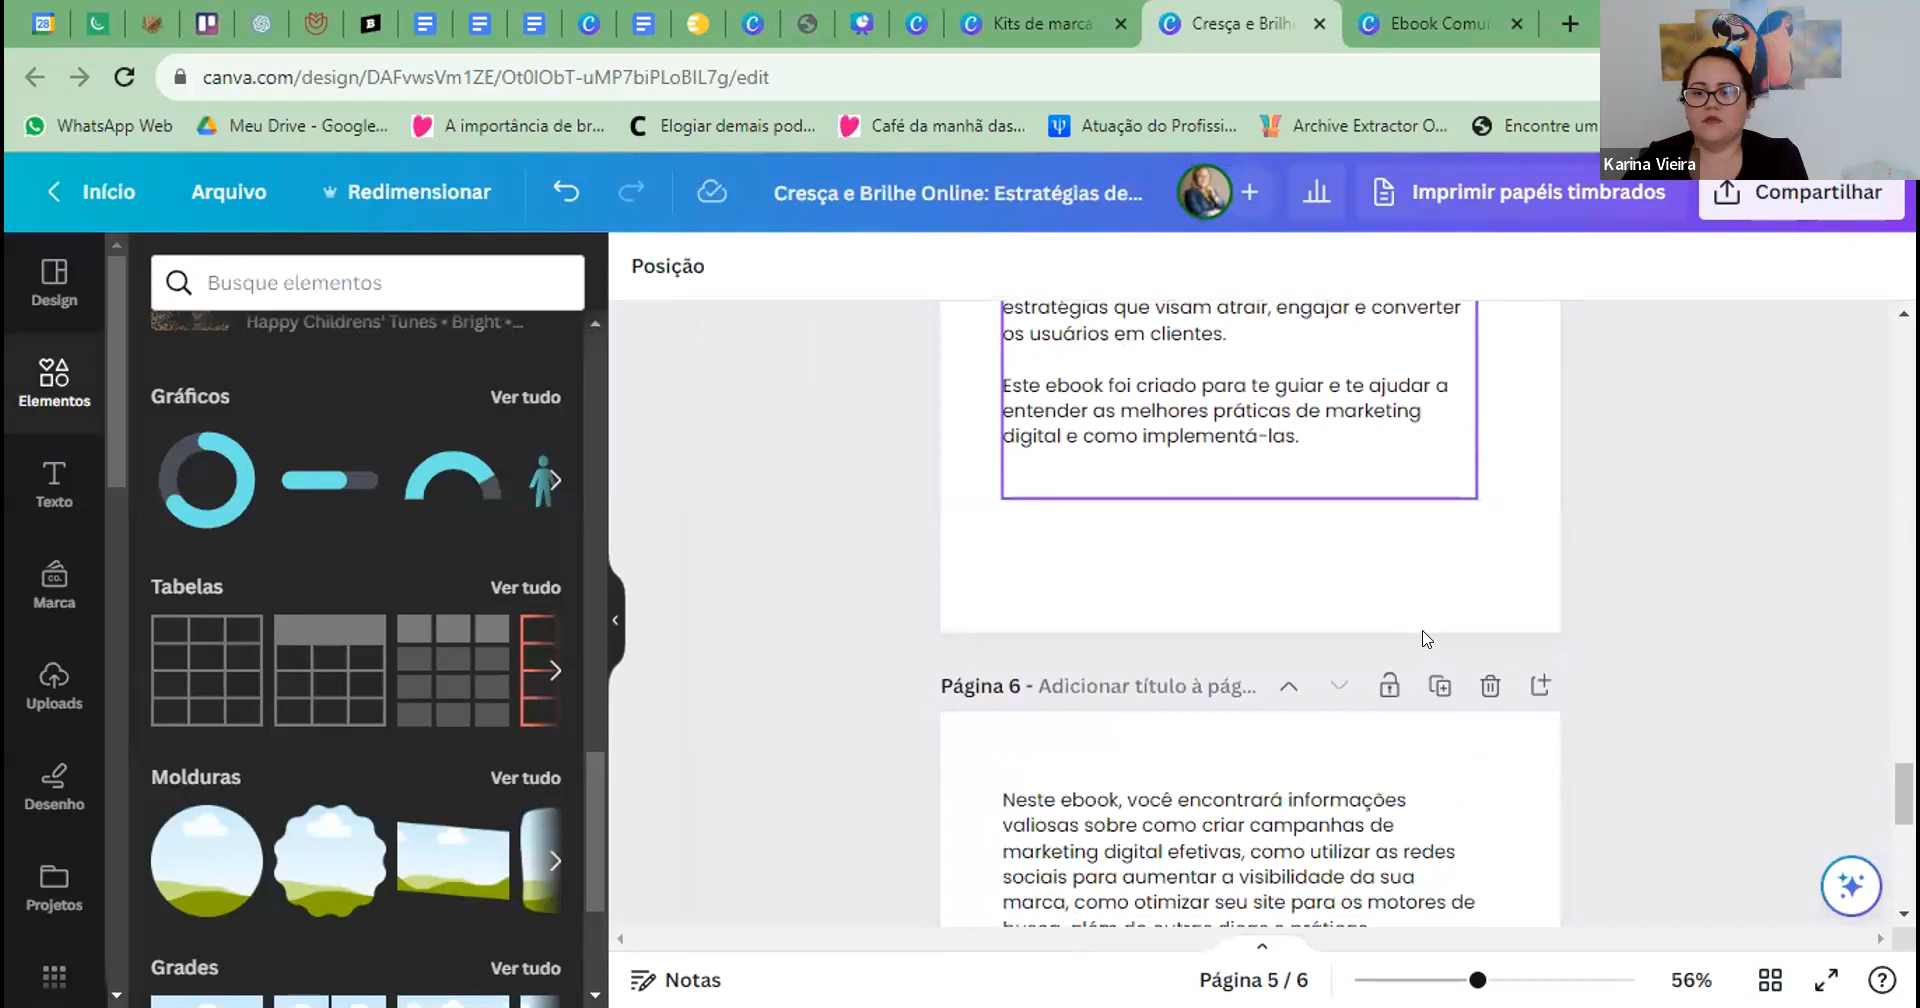 28
Kits de marca
Cresça e Brilh
Ebook Comu
canva.com/design/DAFvwsVm1ZE/Ot0lObT-uMP7biPLoBIL7g/edit
WhatsApp Web
Meu Drive - Google...
A importância de br...
Elogiar demais pod...
Café da manhã das...
Atuação do Profissi...
Archive Extractor O...
Encontre um
Karina Vieira
Início
Arquivo
Redimensionar
Cresça e Brilhe Online: Estratégias de...
Imprimir papéis timbrados
Compartilhar
Design
Elementos
Texto
CO.
Marca
Uploads
Desenho
Projetos
Busque elementos
Happy Childrens' Tunes • Bright •...
Gráficos
Ver tudo
Tabelas
Ver tudo
Molduras
Ver tudo
Grades
Ver tudo
Posição
estratégias que visam atrair, engajar e converter
os usuários em clientes.
Este ebook foi criado para te guiar e te ajudar a
entender as melhores práticas de marketing
digital e como implementá-las.
Página 6 - Adicionar título à pág...
Neste ebook, você encontrará informações
valiosas sobre como criar campanhas de
marketing digital efetivas, como utilizar as redes
sociais para aumentar a visibilidade da sua
marca, como otimizar seu site para os motores de
Notas
Página 5 / 6
56%